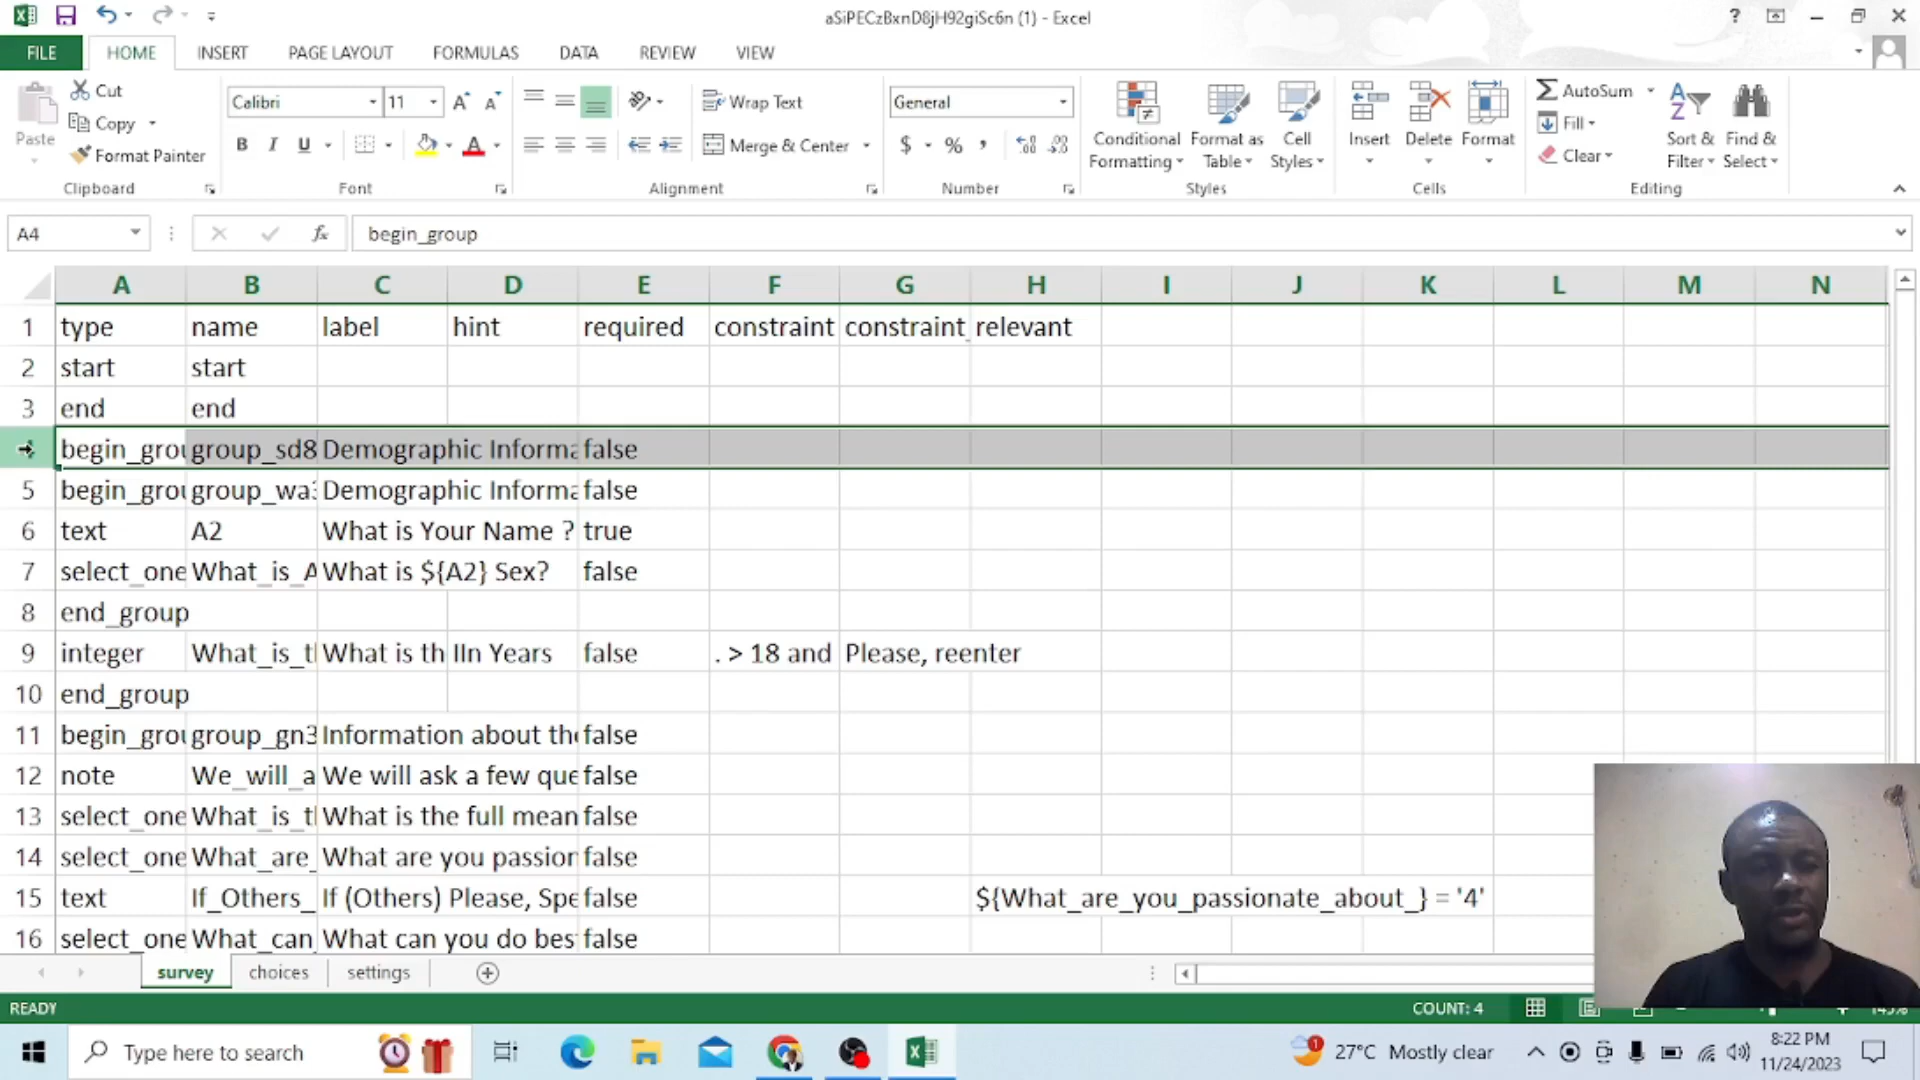 aSiPECzBxnD8jH92giSc6n (1) - Excel
?
FILE HOME INSERT PAGE LAYOUT FORMULAS DATA REVIEW VIEW
Paste
Cut
Copy
Format Painter
Clipboard
Calibri 11
B I U
Font
Wrap Text
Merge & Center
Alignment
General
$ %
Number
Conditional Formatting
Format as Table
Cell Styles
Styles
Insert
Delete
Format
Cells
AutoSum
Fill
Clear
Sort & Filter
Find & Select
Editing
A4 fx begin_group
A B C D E F G H I J K L M N
1 type name label hint required constraint constraint_ relevant
2 start start
3 end end
begin_grou group_sd8 Demographic Informa false
5 begin_grou group_wa3 Demographic Informa false
6 text A2 What is Your Name ? true
7 select_one What_is_A What is ${A2} Sex? false
8 end_group
9 integer What_is_tl What is th IIn Years false . > 18 and Please, reenter
10 end_group
11 begin_grou group_gn3 Information about the false
12 note We_will_a We will ask a few que false
13 select_one What_is_tl What is the full mean false
14 select_one What_are_ What are you passion false
15 text If_Others_ If (Others) Please, Spe false ${What_are_you_passionate_about_} = '4'
16 select_one What_can_ What can you do bes false
survey choices settings
READY COUNT: 4
Type here to search
27°C Mostly clear
8:22 PM
11/24/2023